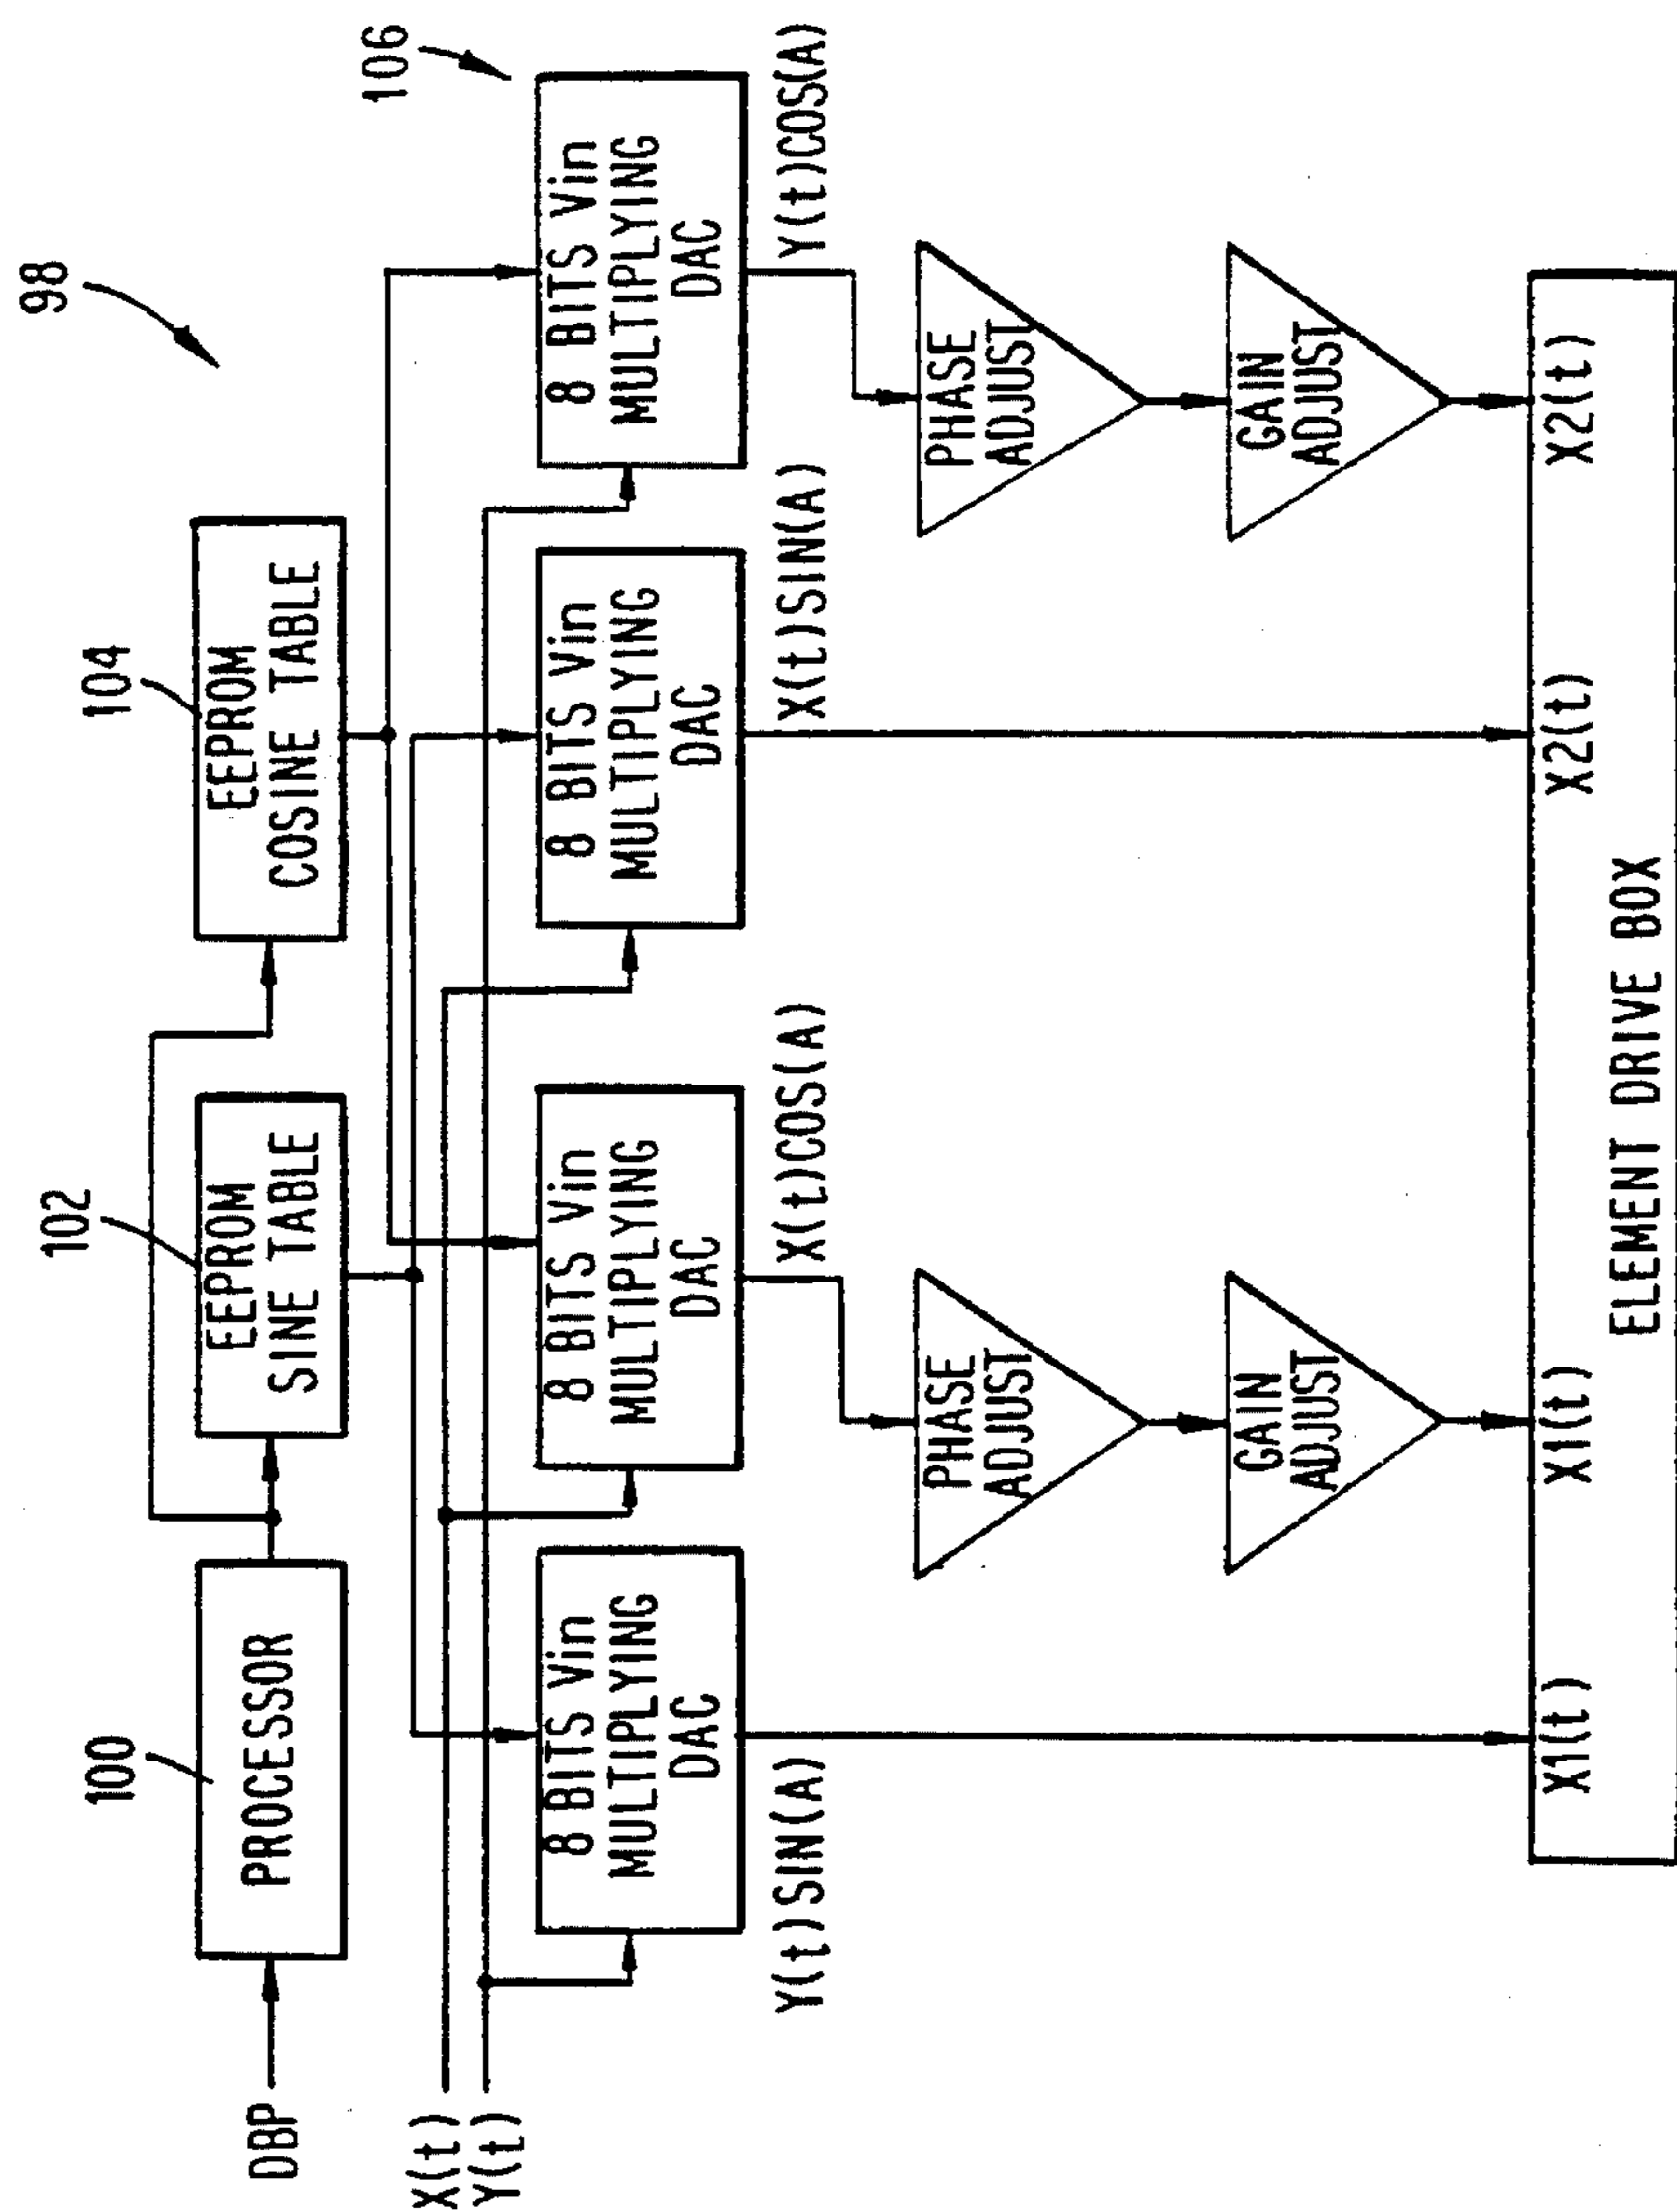 98
100
102
104
106
DBP
PROCESSOR
EEPROM
SINE TABLE
EEPROM
COSINE TABLE
X(t)
Y(t)
8 BITS Vin
MULTIPLYING
DAC
8 BITS Vin
MULTIPLYING
DAC
8 BITS Vin
MULTIPLYING
DAC
8 BITS Vin
MULTIPLYING
DAC
Y(t)SIN(A)
X(t)COS(A)
X(t)SIN(A)
Y(t)COS(A)
PHASE
ADJUST
PHASE
ADJUST
GAIN
ADJUST
GAIN
ADJUST
X1(t)
X1(t)
X2(t)
X2(t)
ELEMENT DRIVE BOX